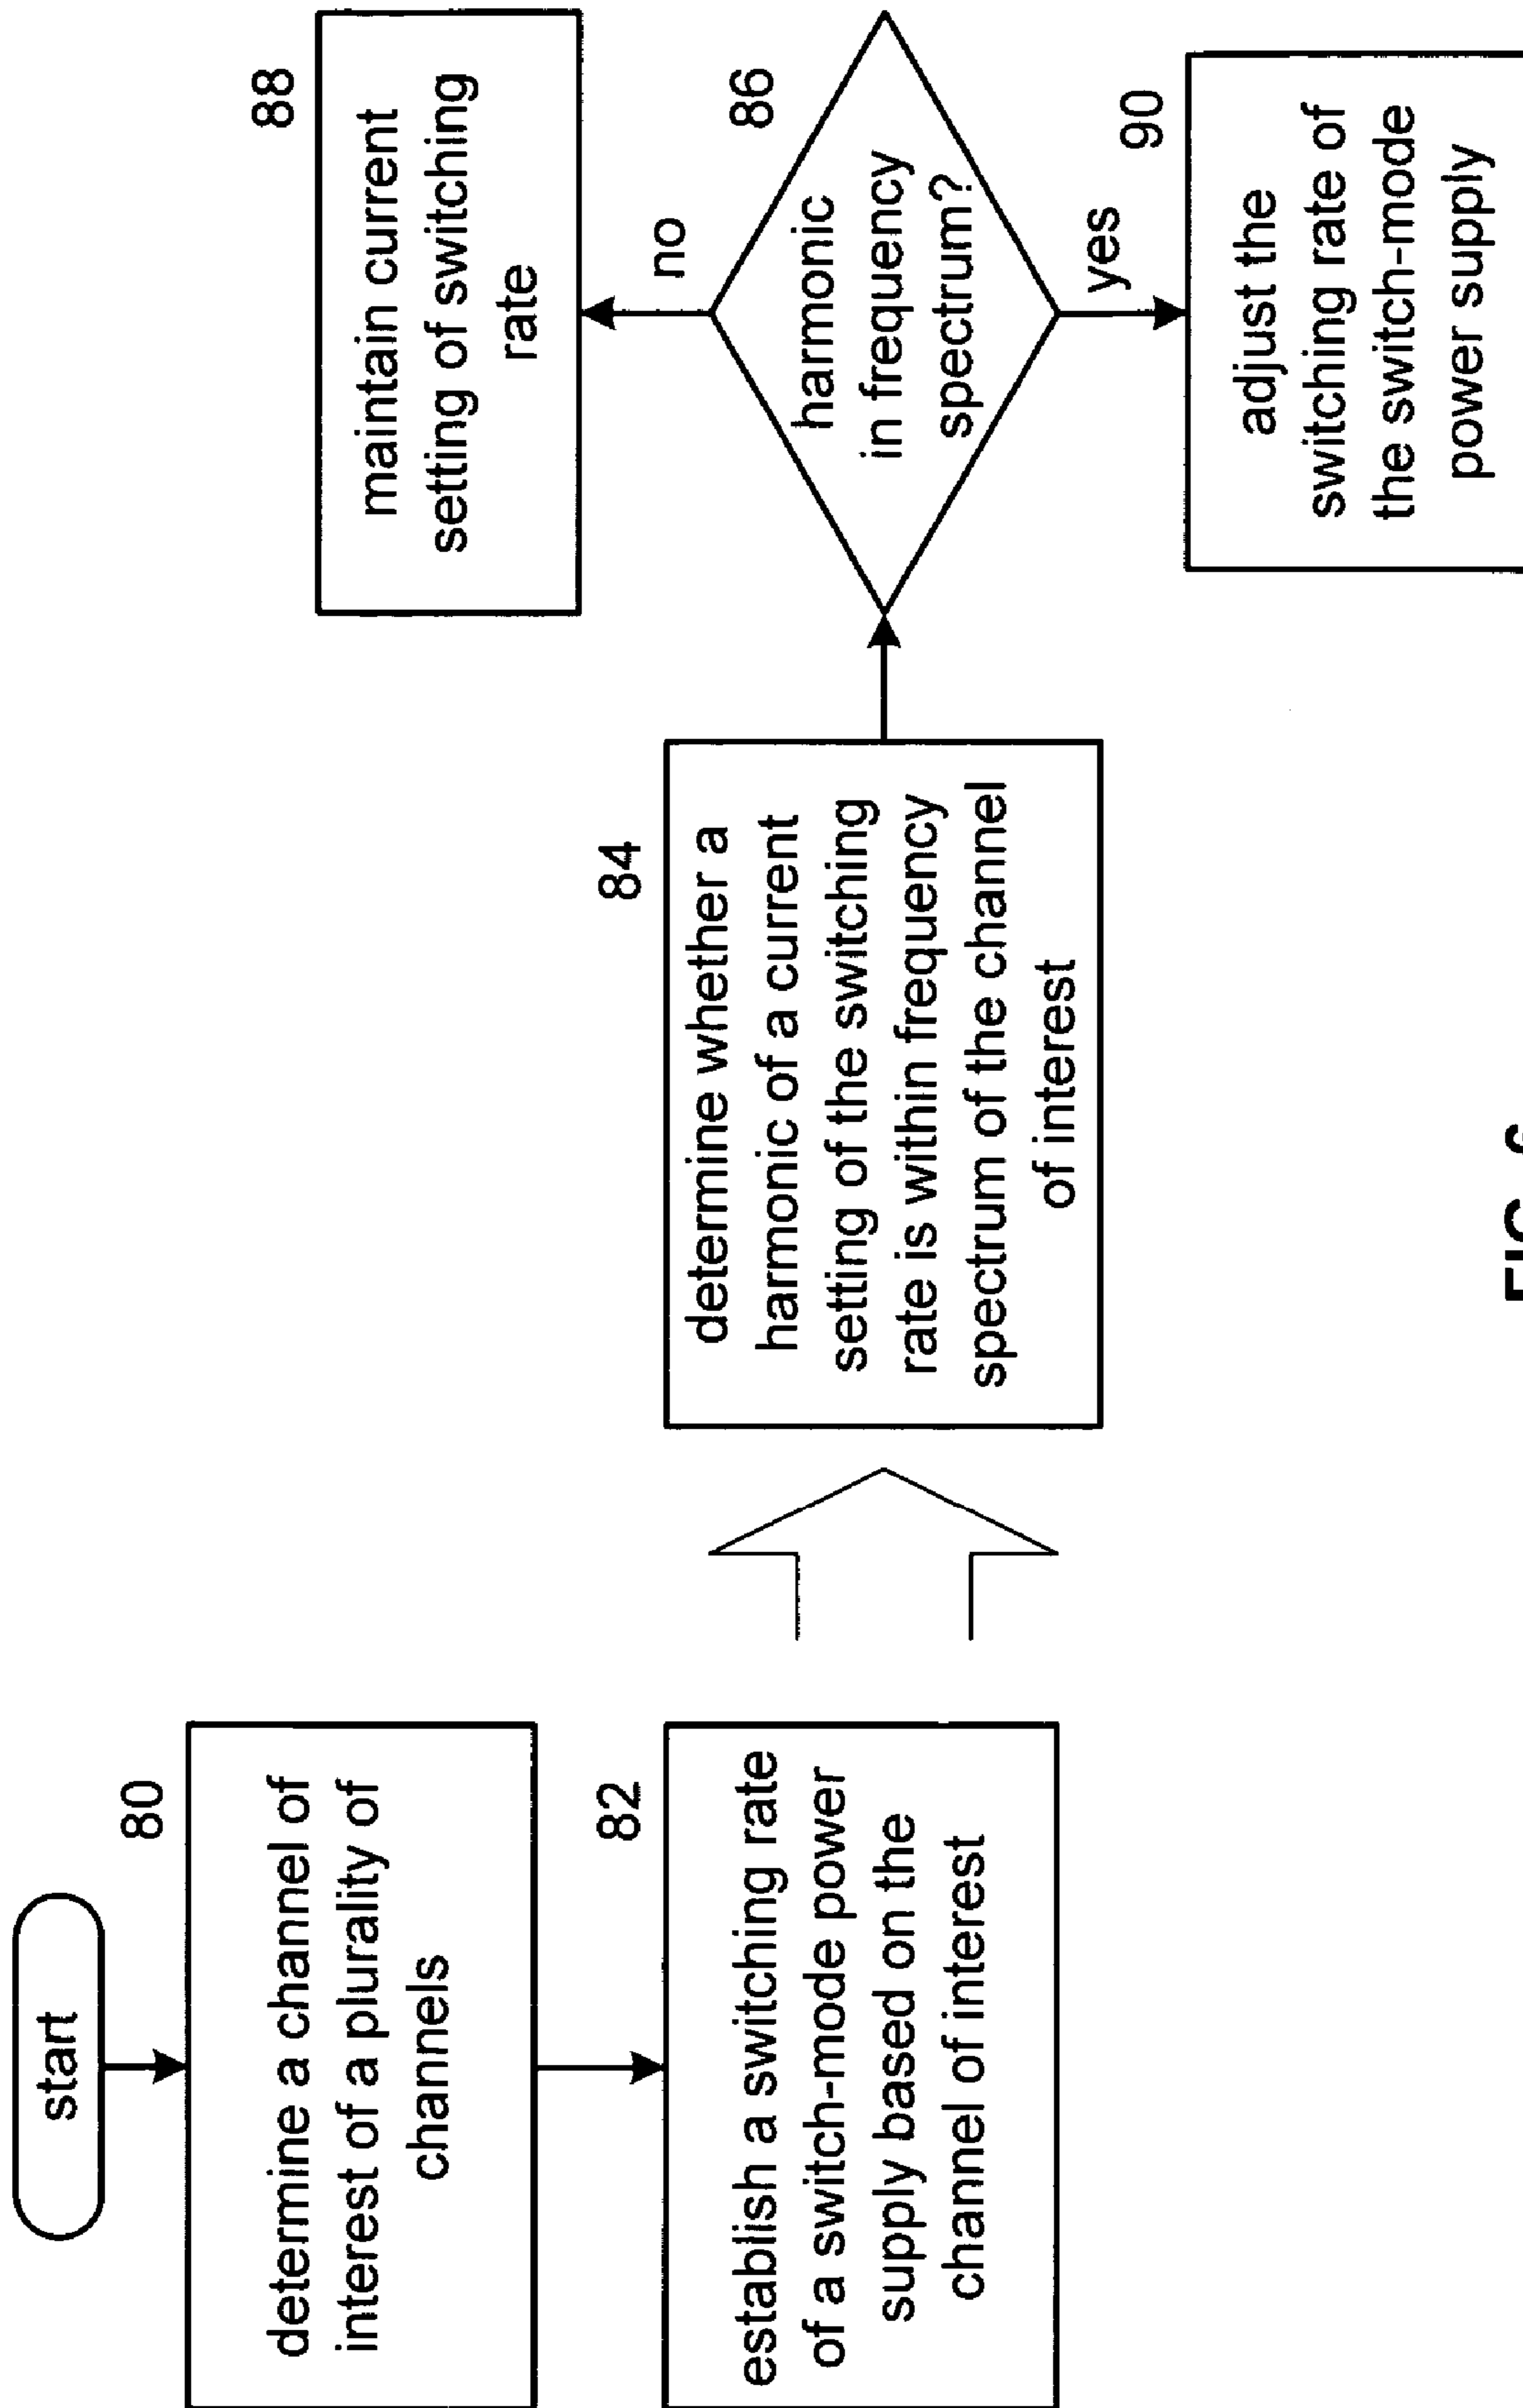 start
80
determine a channel of
interest of a plurality of
channels
82
establish a switching rate
of a switch-mode power
supply based on the
channel of interest
84
determine whether a
harmonic of a current
setting of the switching
rate is within frequency
spectrum of the channel
of interest
88
maintain current
setting of switching
rate
no
86
harmonic
in frequency
spectrum?
yes
90
adjust the
switching rate of
the switch-mode
power supply
FIG.